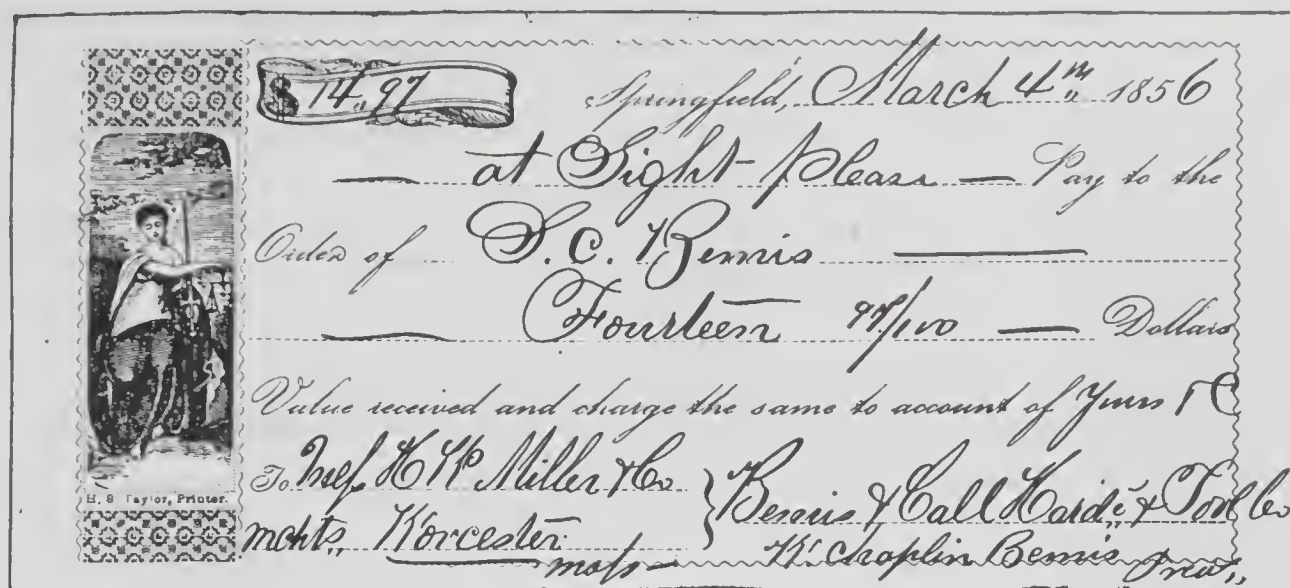 $ 14.97
Springfield, March 4th 1856
at Sight please Pay to the
Order of S. C. Bemis
Fourteen 97/100 Dollars
Value received and charge the same to account of Yours
To Mess H W Miller & Co
mchts, Worcester
mass
Bemis & Call Hardw & Tool Co
W. Chaplin Bemis Treas,
H. S. Taylor, Printer.